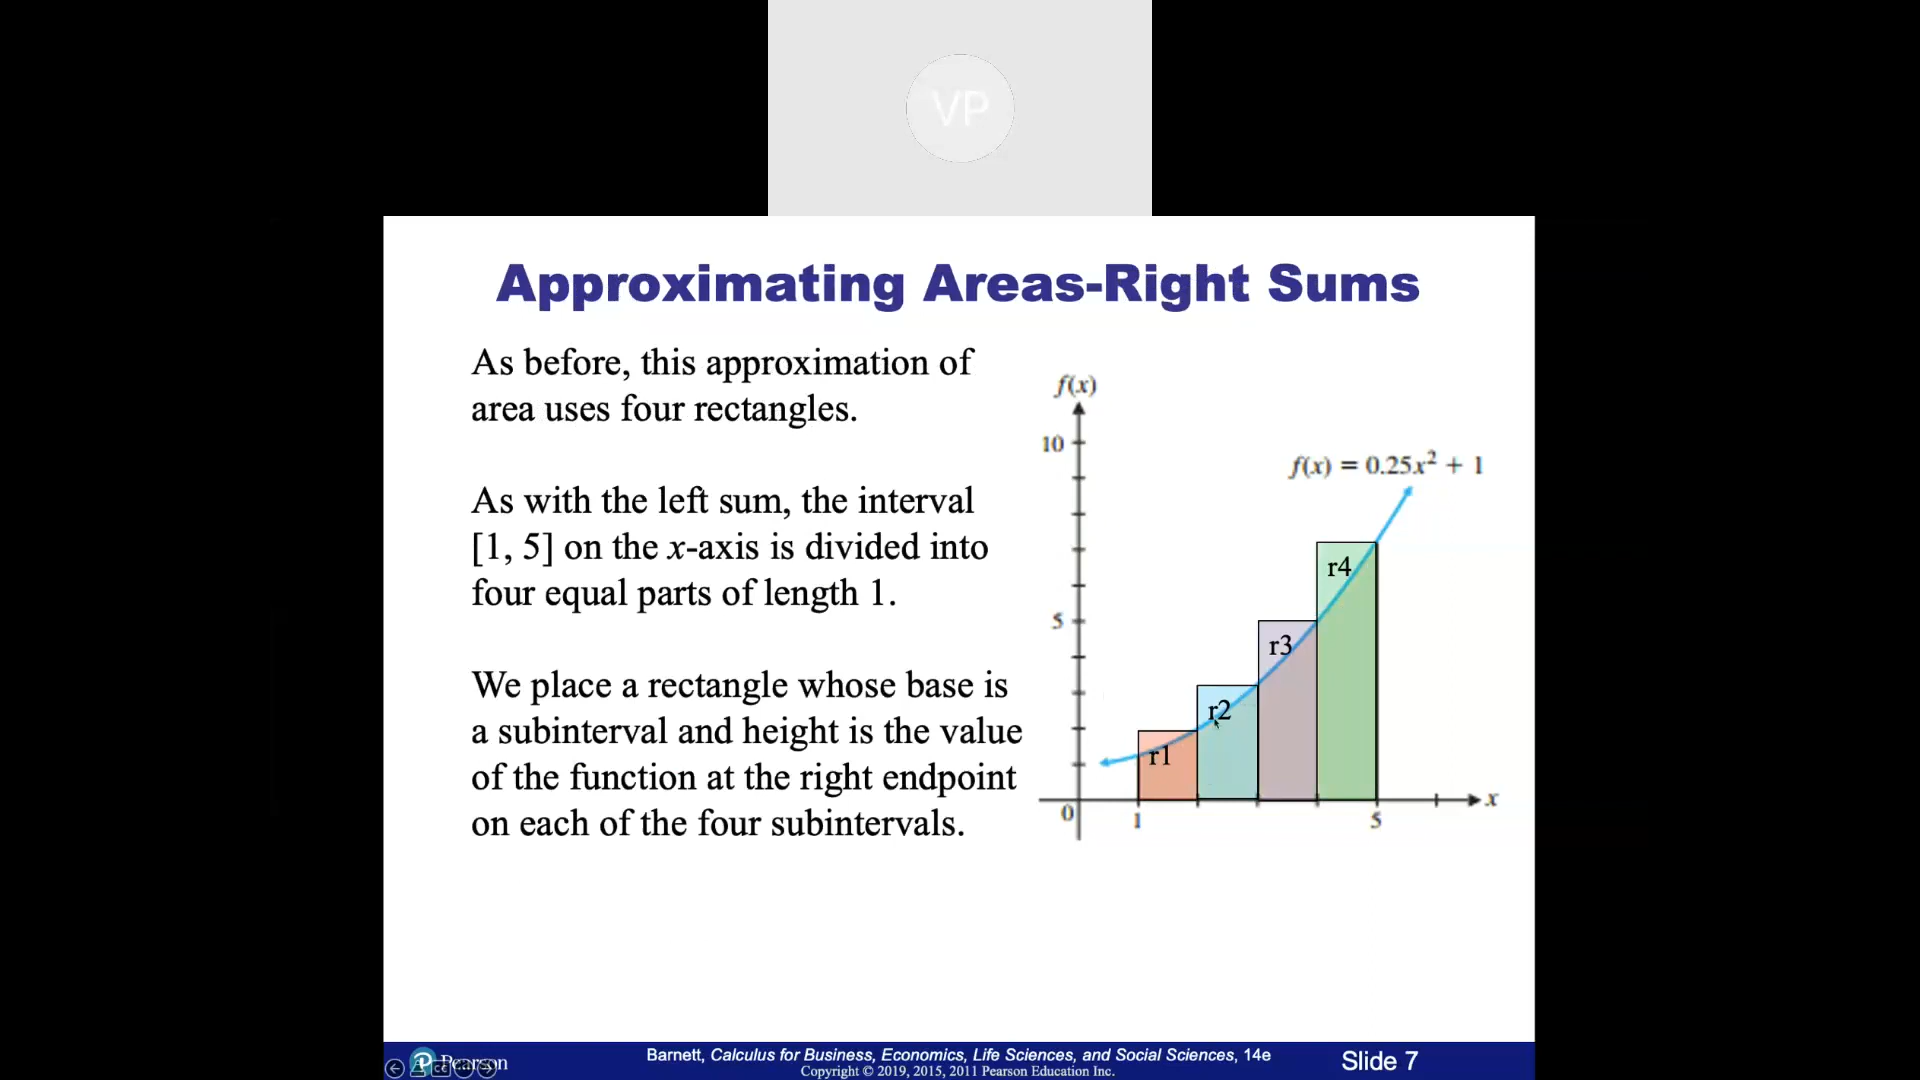 VP
Approximating Areas-Right Sums
As before, this approximation of
area uses four rectangles.
As with the left sum, the interval
[1, 5] on the x-axis is divided into
four equal parts of length 1.
We place a rectangle whose base is
a subinterval and height is the value
of the function at the right endpoint
on each of the four subintervals.
f(x)
10
f(x) = 0.25x² + 1
r4
5
r3
r2
r1
x
0
1
5
Pearson
Barnett, Calculus for Business, Economics, Life Sciences, and Social Sciences, 14e
Copyright © 2019, 2015, 2011 Pearson Education Inc.
Slide 7